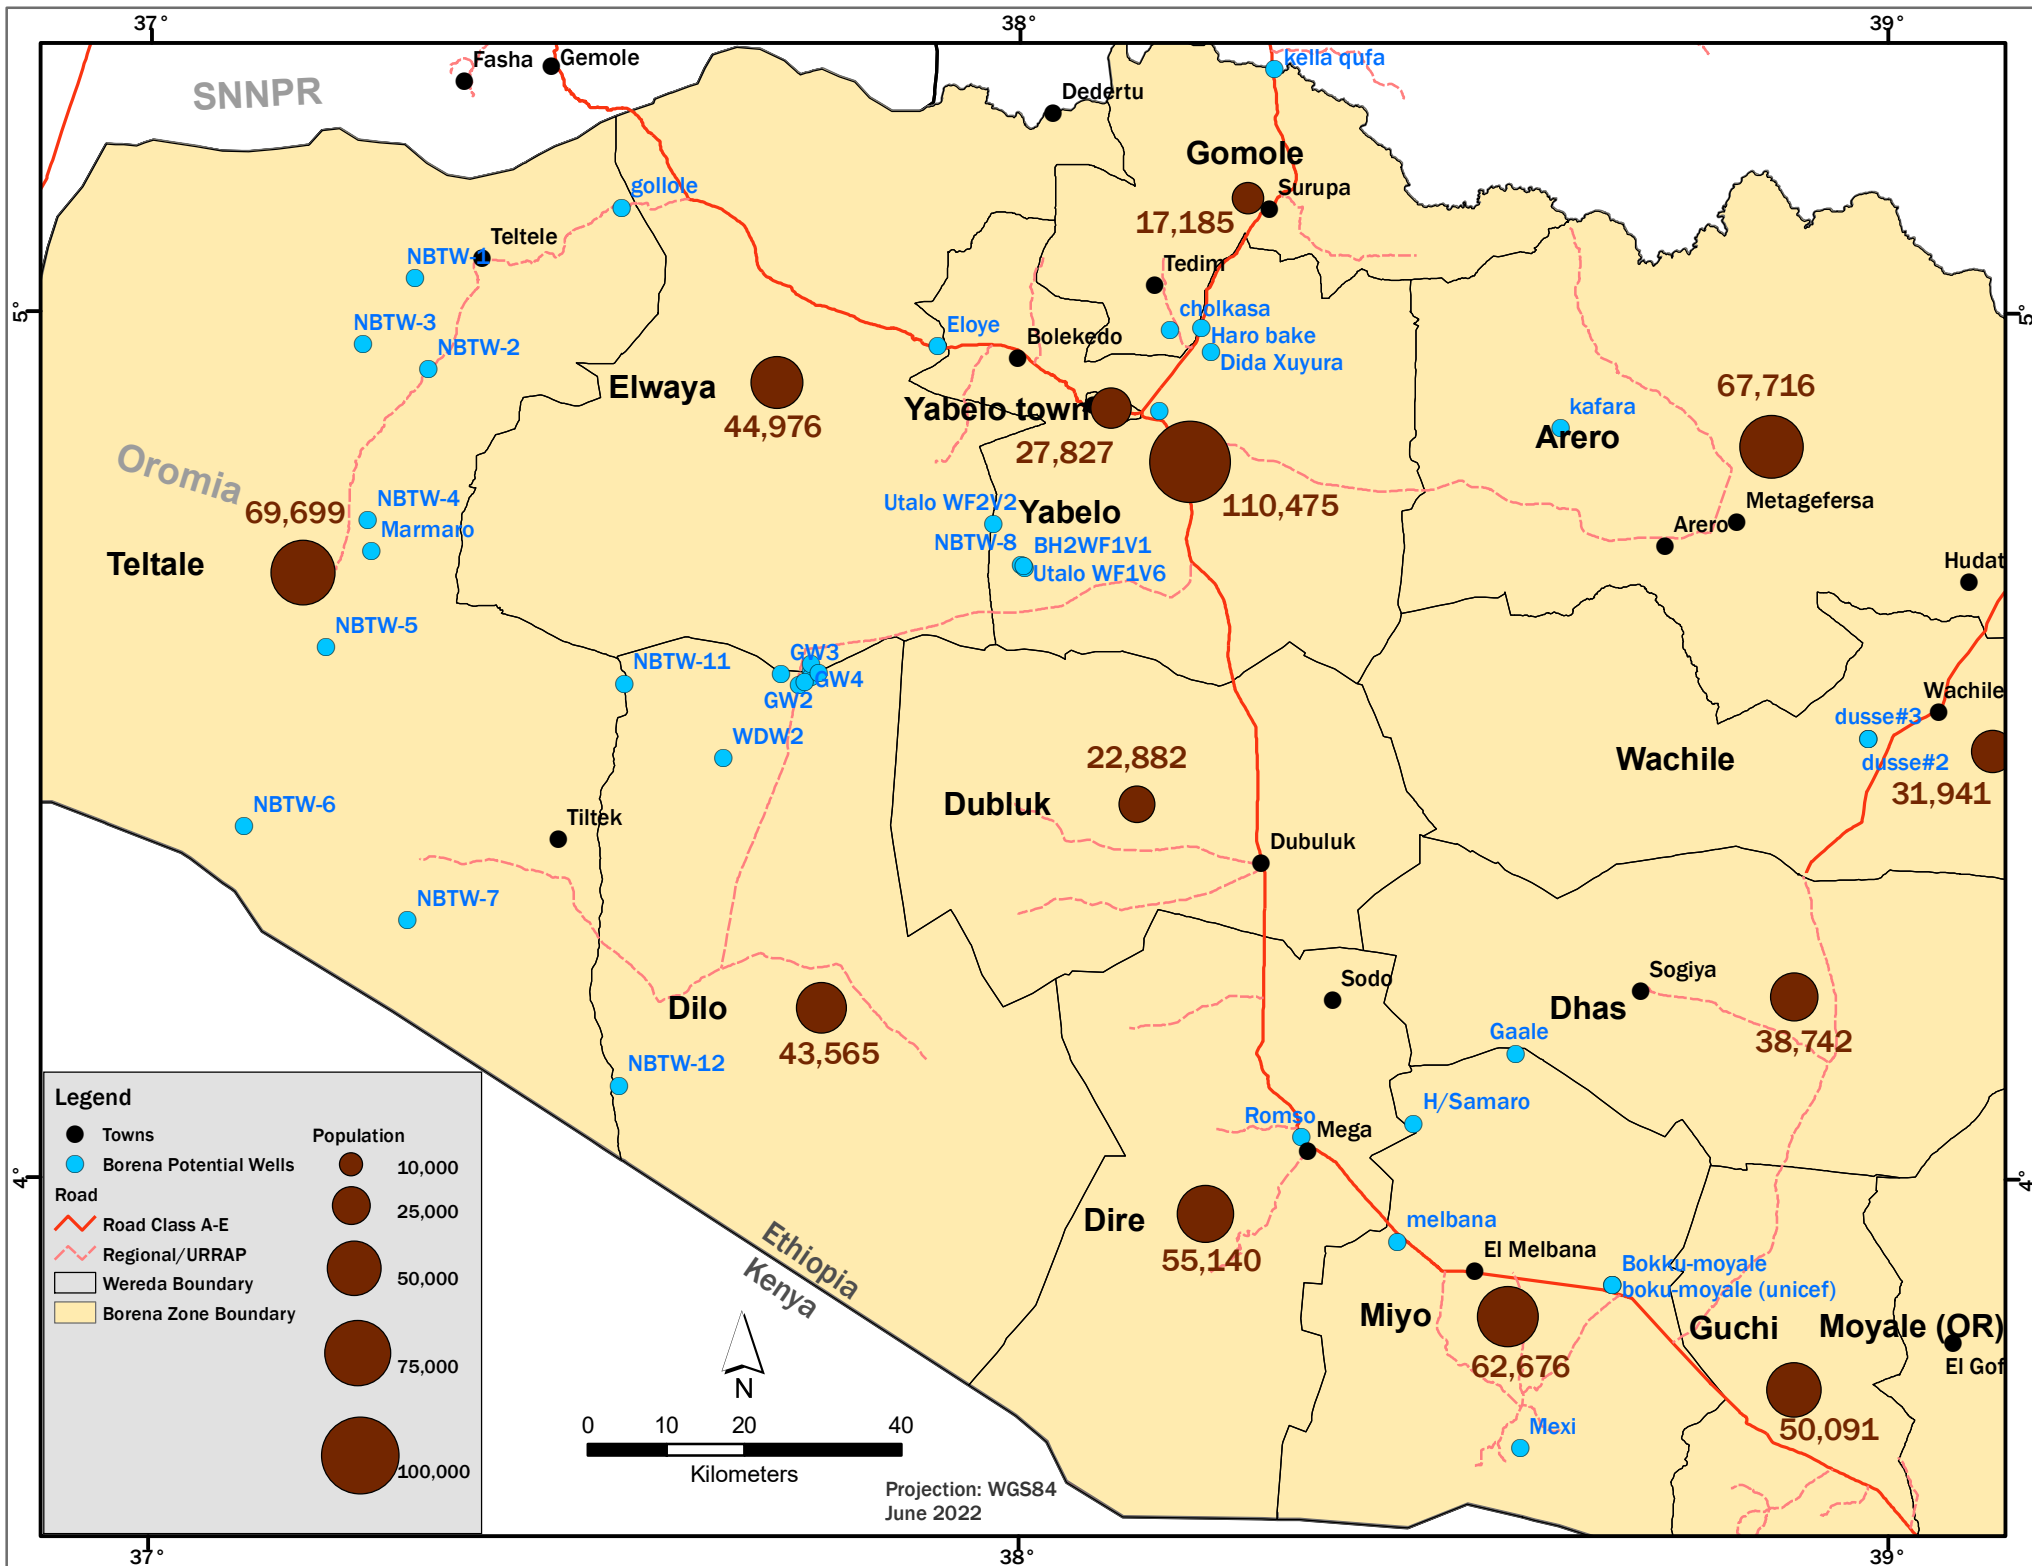 37°
38°
39°
Fasha
Gemole
kella qufa
SNNPR
Dedertu
Gomole
gollole
Surupa
17,185
Teltele
NBTW-1
Tedim
5°
5°
cholkasa
NBTW-3
Eloye
Bolekedo
Haro bake
NBTW-2
Dida Xuyura
Elwaya
67,716
Yabelo town
kafara
44,976
27,827
Arero
Oromia
NBTW-4
Utalo WF2V2
110,475
Metagefersa
69,699
Yabelo
Marmaro
Arero
NBTW-8
BH2WF1V1
Teltale
Utalo WF1V6
Hudat
NBTW-5
GW3
NBTW-11
GW4
GW2
Wachile
dusse#3
WDW2
22,882
Wachile
dusse#2
31,941
NBTW-6
Dubluk
Tiltek
Dubuluk
NBTW-7
Sodo
Sogiya
Dilo
Dhas
Gaale
43,565
38,742
NBTW-12
H/Samaro
Romso
Mega
4°
4°
Dire
melbana
El Melbana
55,140
Bokku-moyale
boku-moyale (unicef)
Ethiopia
Kenya
Miyo
Guchi
Moyale (OR)
62,676
El Gof
50,091
Mexi
Legend
Towns
Borena Potential Wells
Road
Road Class A-E
Regional/URRAP
Wereda Boundary
Borena Zone Boundary
Population
10,000
25,000
50,000
75,000
100,000
N
0 10 20 40
Kilometers
Projection: WGS84
June 2022
37°
38°
39°